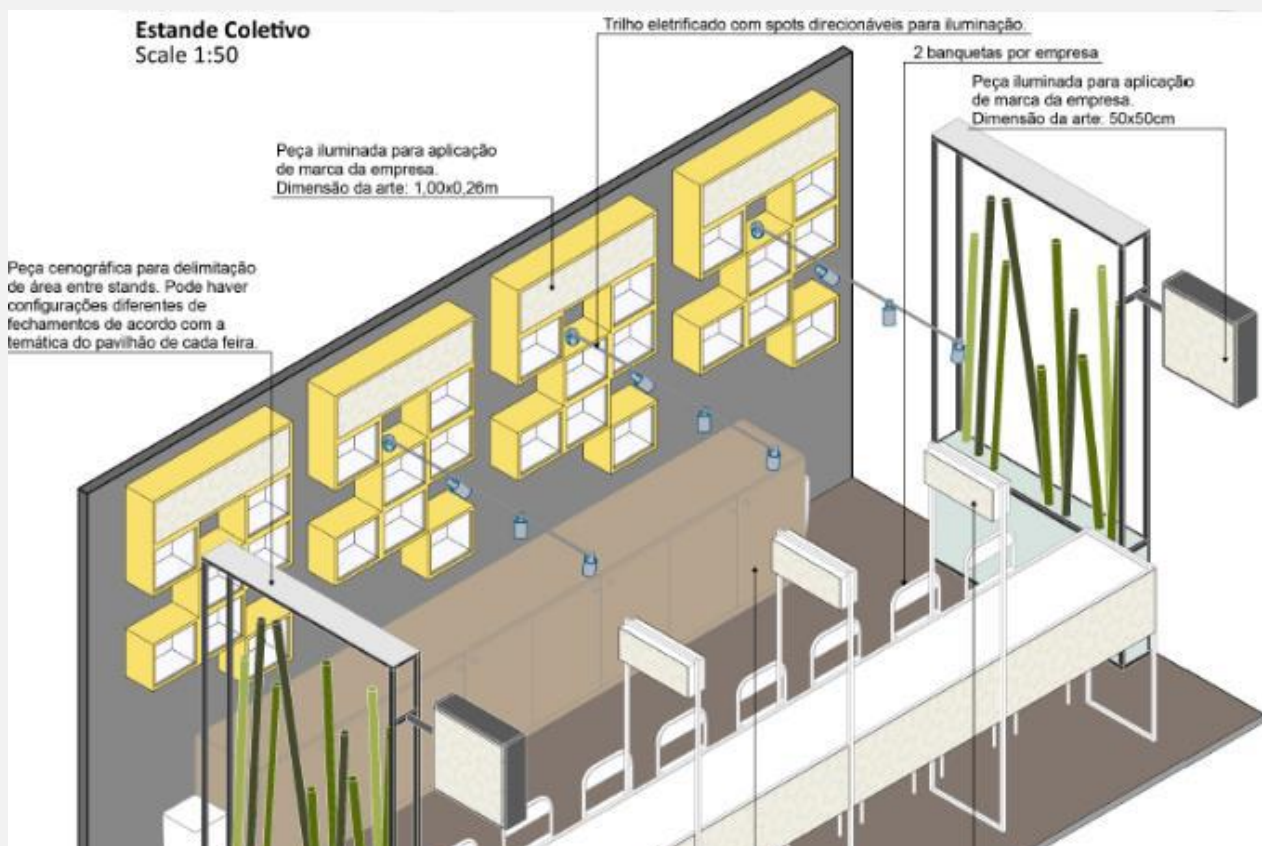 Estande Coletivo
Scale 1:50
Trilho eletrificado com spots direcionáveis para iluminação.
2 banquetas por empresa
Peça iluminada para aplicação
de marca da empresa.
Dimensão da arte: 50x50cm
Peça iluminada para aplicação
de marca da empresa.
Dimensão da arte: 1,00x0,26m
Peça cenográfica para delimitação
de área entre stands. Pode haver
configurações diferentes de
fechamentos de acordo com a
temática do pavilhão de cada feira.